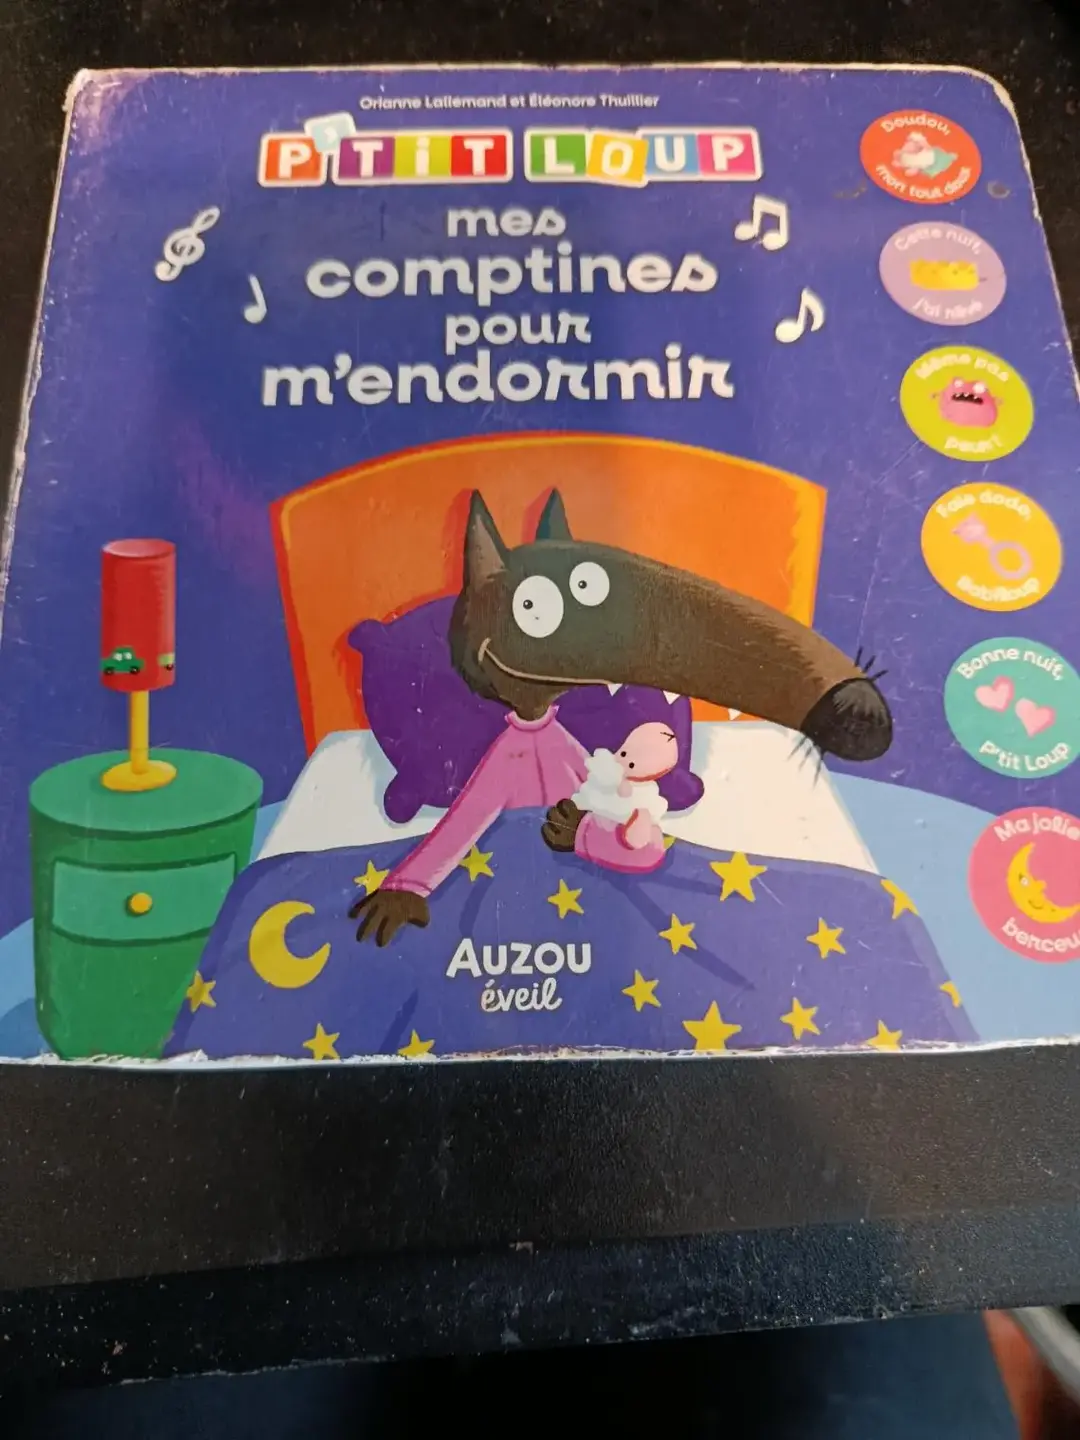 Orianne Lallemand et Éléonore Thuillier
P'TiT LOUP
mes
comptines
pour
m'endormir
Doudou,
mon tout doux
Cette nuit,
j'ai rêvé
Même pas
peur!
Fais dodo,
Babiloup
Bonne nuit,
p'tit Loup
Ma jolie
berceu
AUZOU
éveil